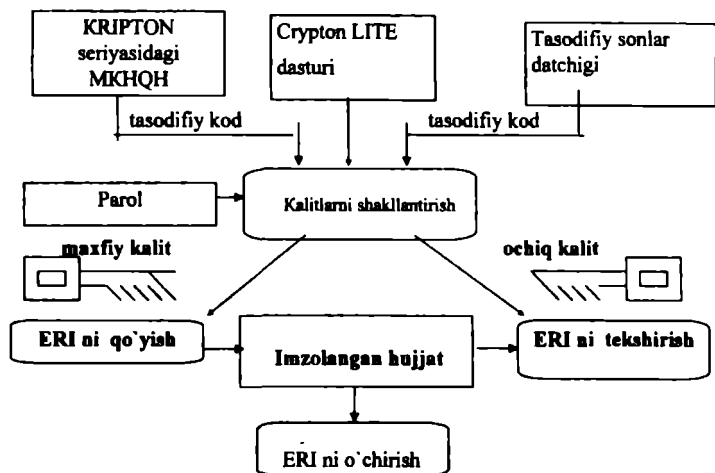 KRIPTON
seriyasidagi
MKHQH
Crypton LITE
dasturi
Tasodifiy sonlar
datchigi
tasodifiy kod
tasodifiy kod
Parol
Kalitlarni shakllantirish
maxfiy kalit
ochiq kalit
ERI ni qo`yish
Imzolangan hujjat
ERI ni tekshirish
ERI ni o`chirish